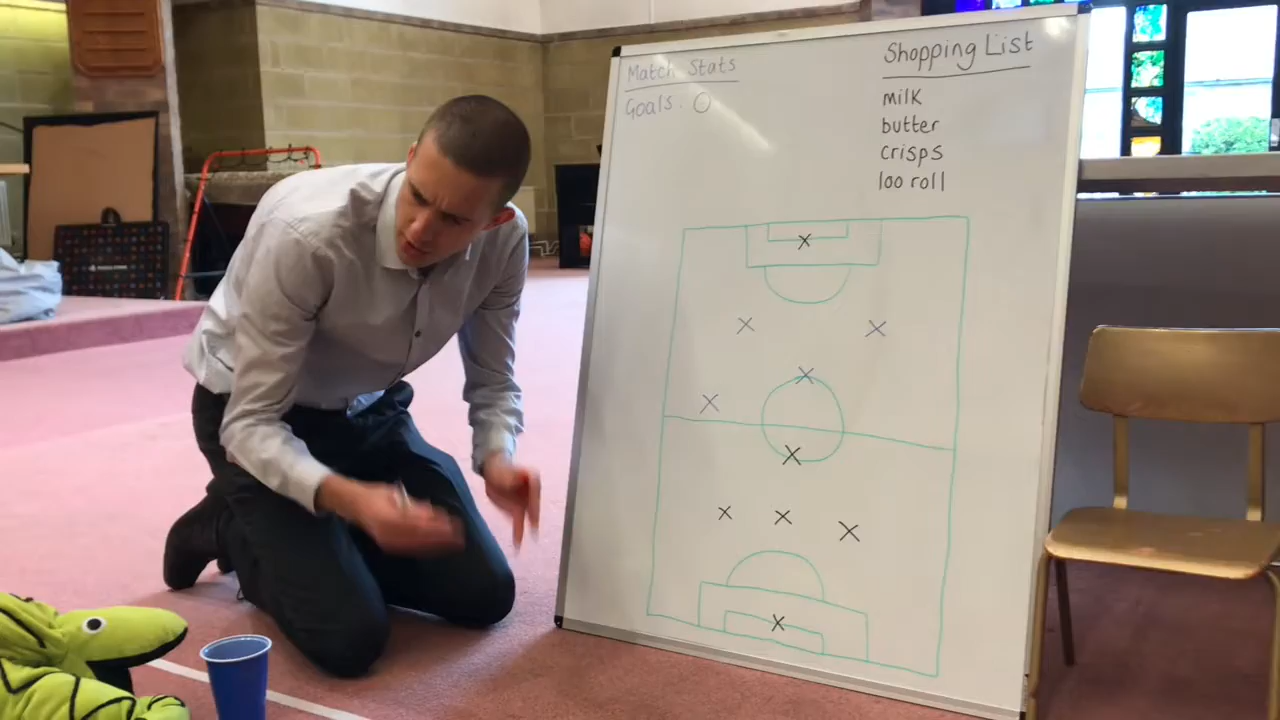 Match Stats
Goals: 0
Shopping List
milk
butter
crisps
loo roll
x
x x
x
x
x
x x x
x